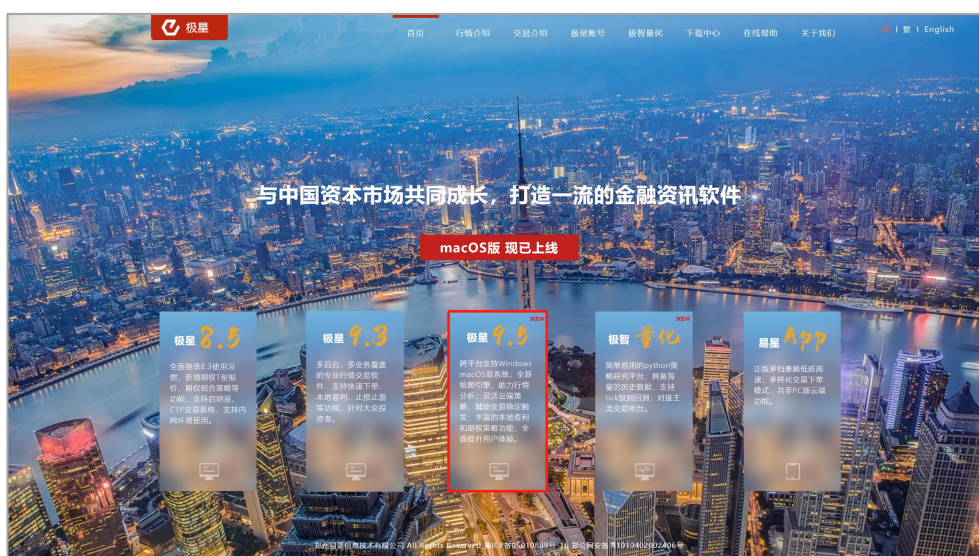 极星
首页 行情介绍 交易介绍 极星账号 极智量化 下载中心 在线帮助 关于我们
| 繁 | English
与中国资本市场共同成长，打造一流的金融资讯软件
macOS版 现已上线
极星 8.5
全面继承8.3使用习
惯，新增期权T型报
价、期权组合策略等
功能，支持启明星、
CTP交易系统，支持内
网环境使用。
极星 9.3
多后台、多业务覆盖
的专业行情交易软
件，支持快速下单、
本地套利、止损止盈
等功能，针对大众投
资者。
极星 9.5
跨平台支持Windows
macOS双系统；全新
绘图引擎，助力行情
分析；灵活云端策
略，辅助交易稳定触
发；丰富的本地套利
和期权策略功能，全
面提升用户体验。
极智 量化
简单易用的python策
略研究平台；具备海
量的历史数据，支持
tick级别回测；对接主
流交易柜台。
易星 App
正版多档兼顾低延高
速；多样化交易下单
模式，共享PC版云端
功能。
郑州易盛信息技术有限公司 All Rights Reserved